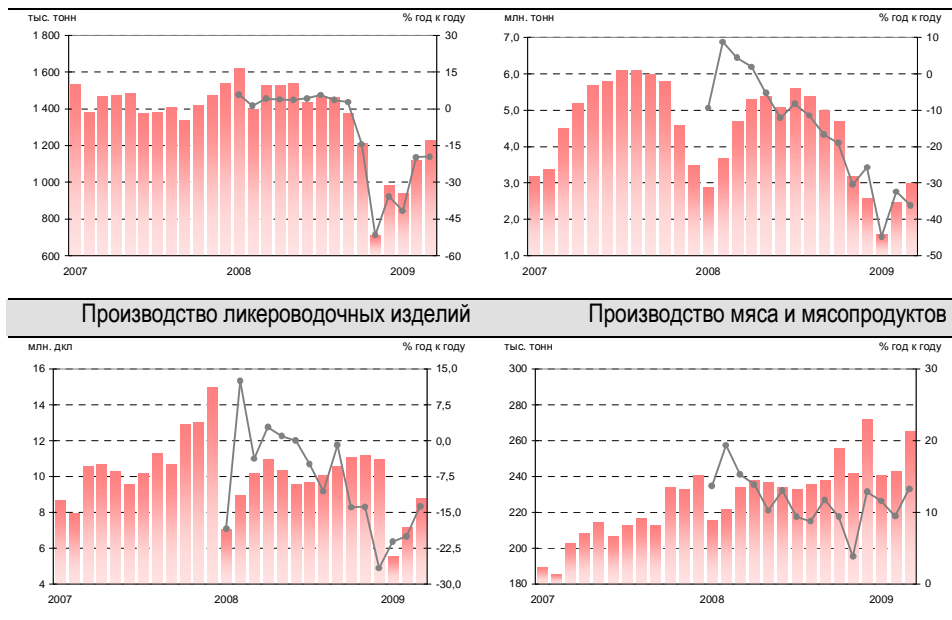 тыс. тонн % год к году млн. тонн % год к году
1 800 30 7,0 10
1 600 15 6,0 0
1 400 0 5,0 -10
1 200 -15 4,0 -20
1 000 -30 3,0 -30
800 -45 2,0 -40
600 -60 1,0 -50
2007 2008 2009 2007 2008 2009
Производство ликероводочных изделий Производство мяса и мясопродуктов
млн. дкл % год к году тыс. тонн % год к году
16 15,0 300 30
14 7,5 280
12 0,0 260 20
10 -7,5 240
8 -15,0 220 10
6 -22,5 200
4 -30,0 180 0
2007 2008 2009 2007 2008 2009